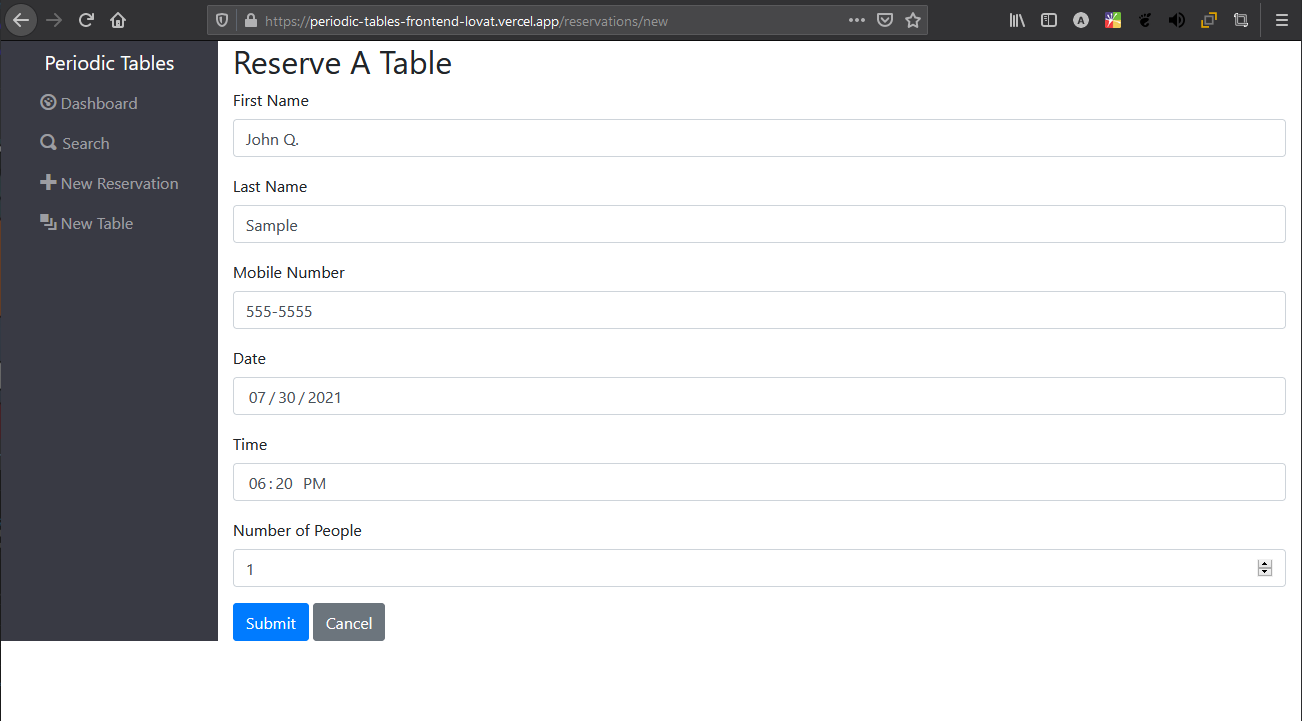 https://periodic-tables-frontend-lovat.vercel.app/reservations/new
Periodic Tables
Dashboard
Search
New Reservation
New Table
Reserve A Table
First Name
John Q.
Last Name
Sample
Mobile Number
555-5555
Date
07 / 30 / 2021
Time
06 : 20 PM
Number of People
1
Submit Cancel